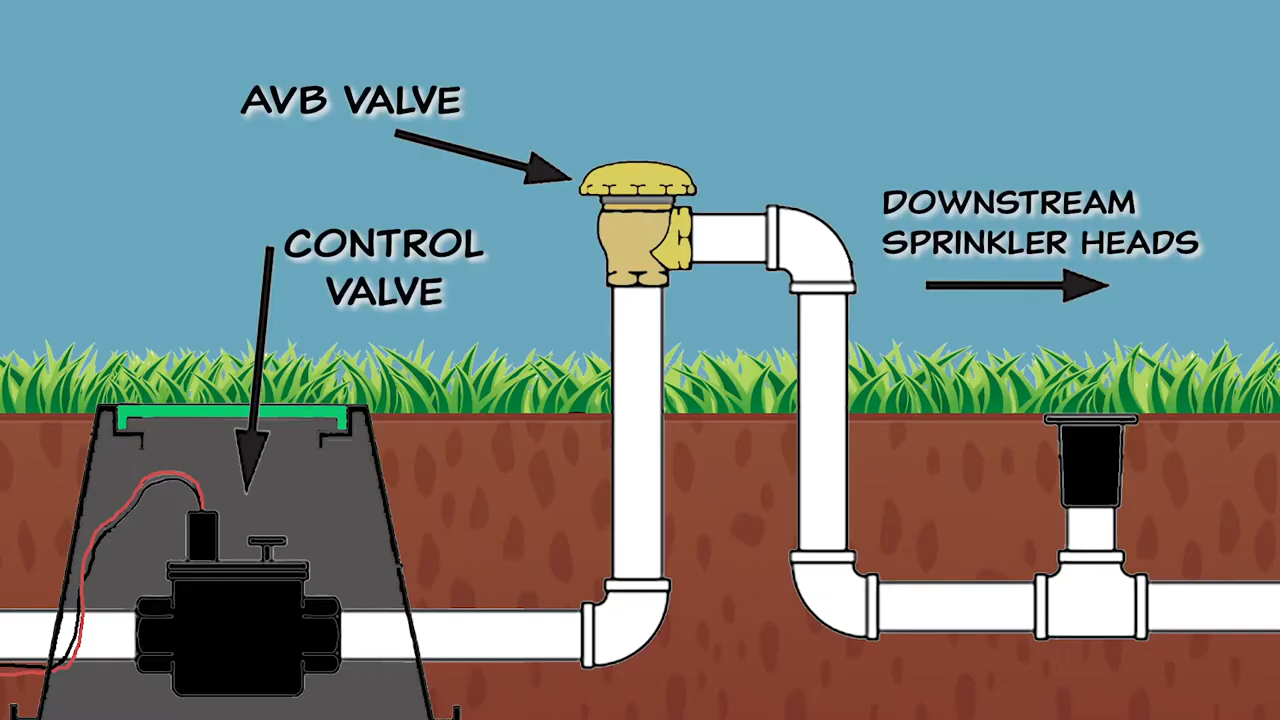 AVB VALVE
CONTROL
VALVE
DOWNSTREAM
SPRINKLER HEADS